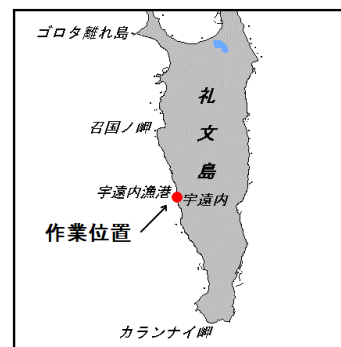 ゴロタ離れ島
礼文島
召国ノ岬
宇遠内漁港
宇遠内
作業位置
カランナイ岬